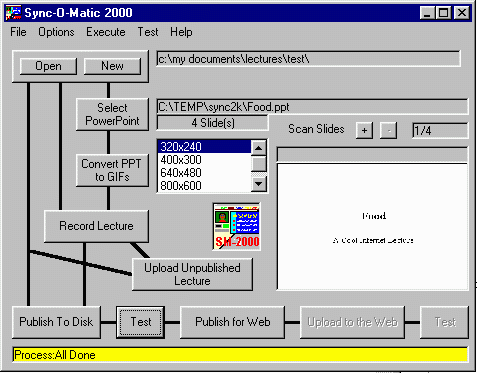 Sync-O-Matic 2000
File Options Execute Test Help
Open New
c:\my documents\lectures\test\
Select
PowerPoint
C:\TEMP\sync2k\Food.ppt
4 Slide(s)
Scan Slides + - 1/4
Convert PPT
to GIFs
320x240
400x300
640x480
800x600
Food
A Cool Internet Lecture
Record Lecture
SM-2000
Upload Unpublished
Lecture
Publish To Disk
Test
Publish for Web
Upload to the Web
Test
Process:All Done